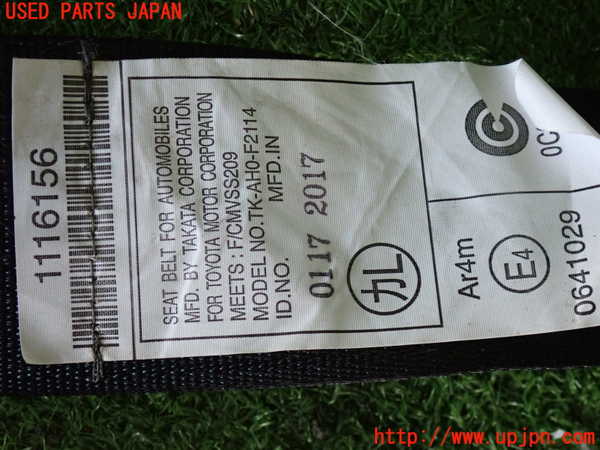 USED PARTS JAPAN
1116156
SEAT BELT FOR AUTOMOBILES
MFD. BY TAKATA CORPORATION
FOR TOYOTA MOTOR CORPORATION
MEETS : F/CMVSS209
MODEL NO.TK-AH0-F2114
ID.NO. MFD.IN
0117 2017
カL
C
0C
Ar4m
E4
0641029
http://www.upjpn.com